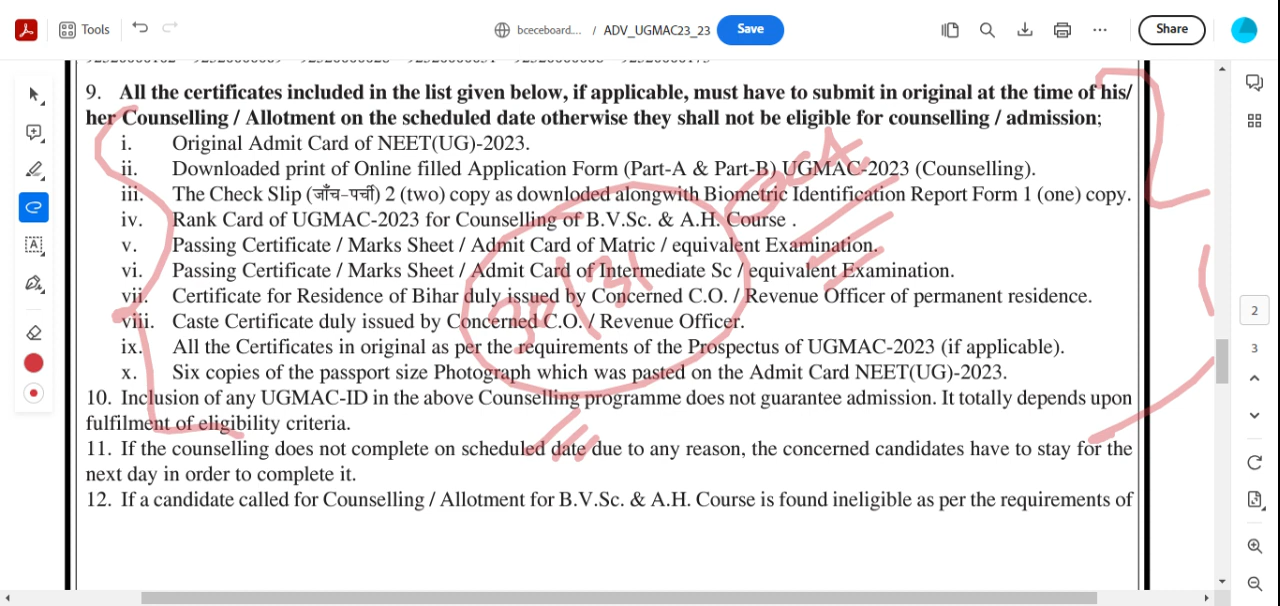 Tools
bceceboard... / ADV_UGMAC23_23
Save
Share
9. All the certificates included in the list given below, if applicable, must have to submit in original at the time of his/
her Counselling / Allotment on the scheduled date otherwise they shall not be eligible for counselling / admission;
i. Original Admit Card of NEET(UG)-2023.
ii. Downloaded print of Online filled Application Form (Part-A & Part-B) UGMAC-2023 (Counselling).
iii. The Check Slip (जाँच-पर्ची) 2 (two) copy as downloded alongwith Biometric Identification Report Form 1 (one) copy.
iv. Rank Card of UGMAC-2023 for Counselling of B.V.Sc. & A.H. Course .
v. Passing Certificate / Marks Sheet / Admit Card of Matric / equivalent Examination.
vi. Passing Certificate / Marks Sheet / Admit Card of Intermediate Sc / equivalent Examination.
vii. Certificate for Residence of Bihar duly issued by Concerned C.O. / Revenue Officer of permanent residence.
viii. Caste Certificate duly issued by Concerned C.O. / Revenue Officer.
ix. All the Certificates in original as per the requirements of the Prospectus of UGMAC-2023 (if applicable).
x. Six copies of the passport size Photograph which was pasted on the Admit Card NEET(UG)-2023.
10. Inclusion of any UGMAC-ID in the above Counselling programme does not guarantee admission. It totally depends upon
fulfilment of eligibility criteria.
11. If the counselling does not complete on scheduled date due to any reason, the concerned candidates have to stay for the
next day in order to complete it.
12. If a candidate called for Counselling / Allotment for B.V.Sc. & A.H. Course is found ineligible as per the requirements of
30/31
2
3